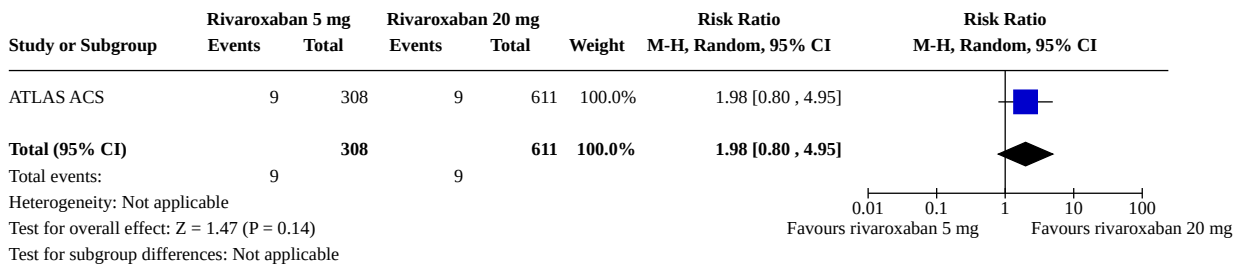 Rivaroxaban 5 mg Rivaroxaban 20 mg Risk Ratio Risk Ratio
Study or Subgroup Events Total Events Total Weight M-H, Random, 95% CI M-H, Random, 95% CI
ATLAS ACS 9 308 9 611 100.0% 1.98 [0.80 , 4.95]
Total (95% CI) 308 611 100.0% 1.98 [0.80 , 4.95]
Total events: 9 9
Heterogeneity: Not applicable
0.01 0.1 1 10 100
Test for overall effect: Z = 1.47 (P = 0.14) Favours rivaroxaban 5 mg Favours rivaroxaban 20 mg
Test for subgroup differences: Not applicable